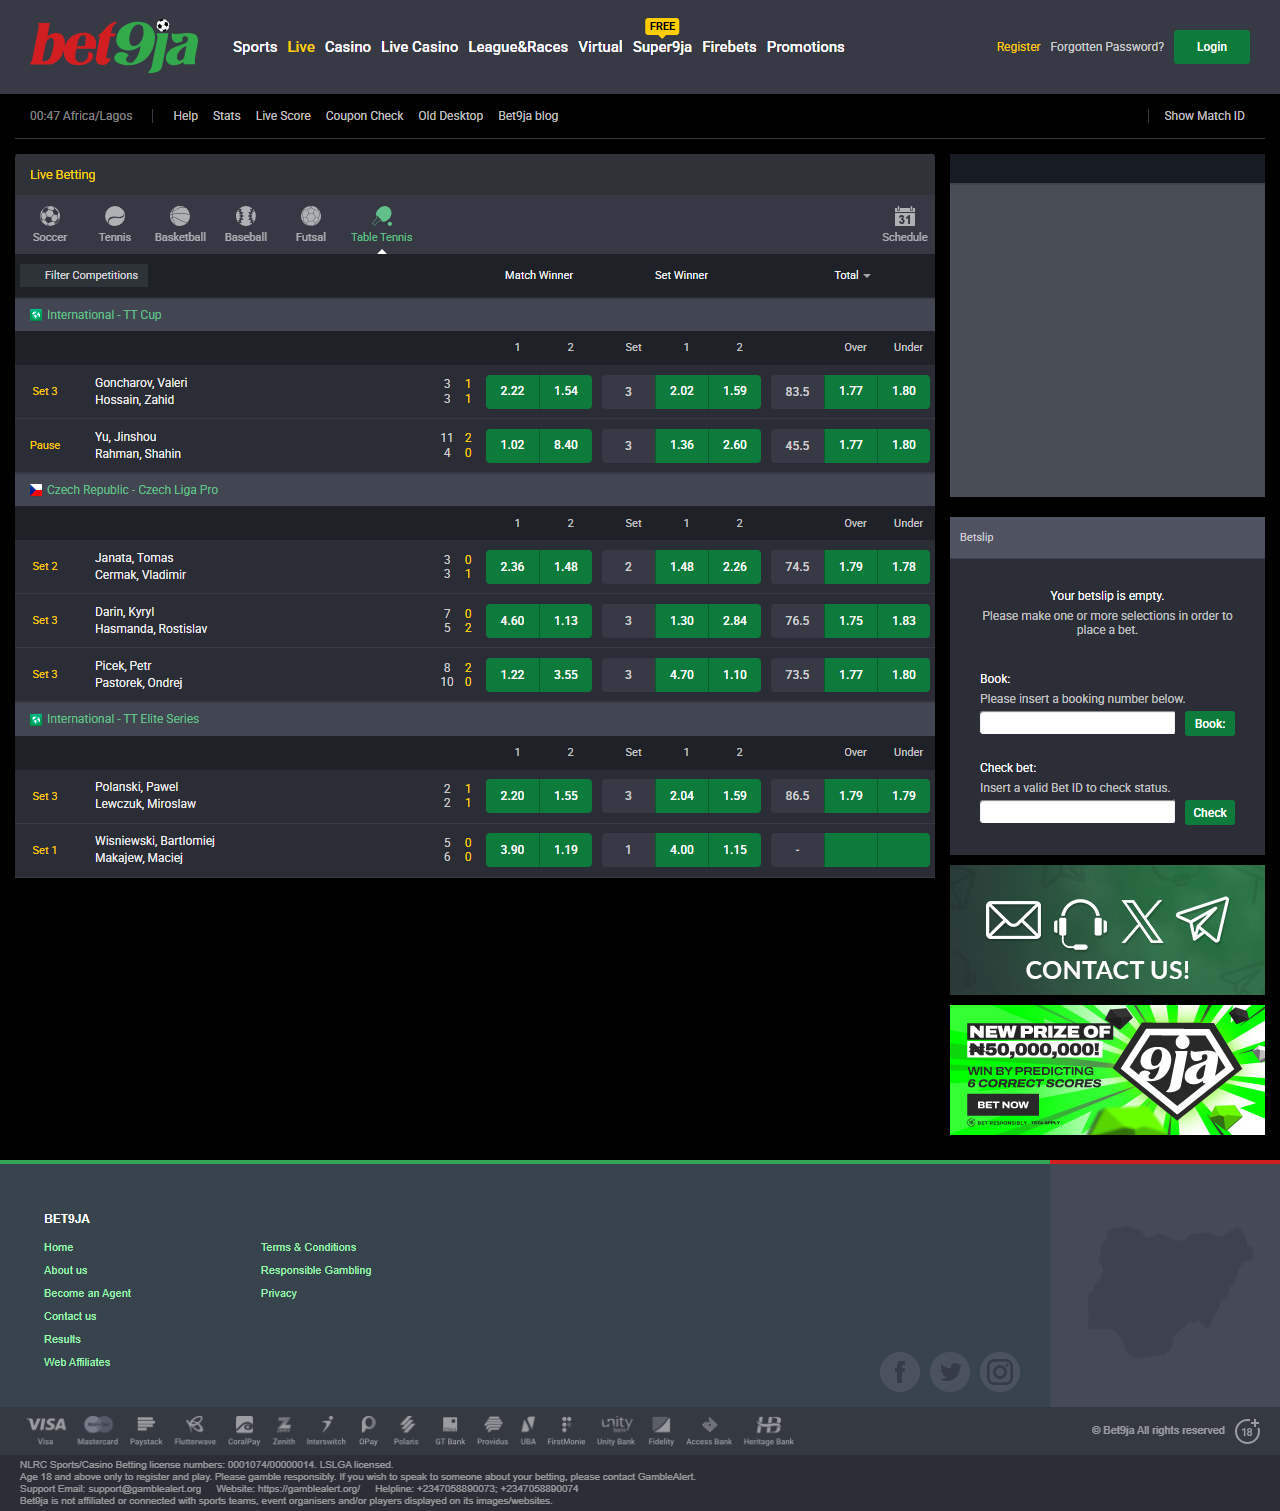 bet9ja
FREE
Sports Live Casino Live Casino League&Races Virtual Super9ja Firebets Promotions
Register Forgotten Password? Login
00:47 Africa/Lagos Help Stats Live Score Coupon Check Old Desktop Bet9ja blog Show Match ID
Live Betting
31
Soccer Tennis Basketball Baseball Futsal Table Tennis Schedule
Filter Competitions Match Winner Set Winner Total
International - TT Cup
1 2 Set 1 2 Over Under
Set 3 Goncharov, Valeri 3 1 2.22 1.54 3 2.02 1.59 83.5 1.77 1.80
Hossain, Zahid 3 1
Pause Yu, Jinshou 11 2 1.02 8.40 3 1.36 2.60 45.5 1.77 1.80
Rahman, Shahin 4 0
Czech Republic - Czech Liga Pro
1 2 Set 1 2 Over Under
Set 2 Janata, Tomas 3 0 2.36 1.48 2 1.48 2.26 74.5 1.79 1.78
Cermak, Vladimir 3 1
Set 3 Darin, Kyryl 7 0 4.60 1.13 3 1.30 2.84 76.5 1.75 1.83
Hasmanda, Rostislav 5 2
Set 3 Picek, Petr 8 2 1.22 3.55 3 4.70 1.10 73.5 1.77 1.80
Pastorek, Ondrej 10 0
International - TT Elite Series
1 2 Set 1 2 Over Under
Set 3 Polanski, Pawel 2 1 2.20 1.55 3 2.04 1.59 86.5 1.79 1.79
Lewczuk, Miroslaw 2 1
Set 1 Wisniewski, Bartlomiej 5 0 3.90 1.19 1 4.00 1.15 -
Makajew, Maciej 6 0
Betslip
Your betslip is empty.
Please make one or more selections in order to
place a bet.
Book:
Please insert a booking number below.
Book:
Check bet:
Insert a valid Bet ID to check status.
Check
CONTACT US!
NEW PRIZE OF
₦50,000,000!
WIN BY PREDICTING
6 CORRECT SCORES
BET NOW
BET RESPONSIBLY. T&CS APPLY
9ja
BET9JA
Home Terms & Conditions
About us Responsible Gambling
Become an Agent Privacy
Contact us
Results
Web Affiliates
VISA unity HB
Visa Mastercard Paystack Flutterwave CoralPay Zenith Interswitch OPay Polaris GT Bank Providus UBA FirstMonie Unity Bank Fidelity Access Bank Heritage Bank
© Bet9ja All rights reserved 18+
NLRC Sports/Casino Betting license numbers: 0001074/00000014. LSLGA licensed.
Age 18 and above only to register and play. Please gamble responsibly. If you wish to speak to someone about your betting, please contact GambleAlert.
Support Email: support@gamblealert.org Website: https://gamblealert.org/ Helpline: +2347058890073; +2347058890074
Bet9ja is not affiliated or connected with sports teams, event organisers and/or players displayed on its images/websites.